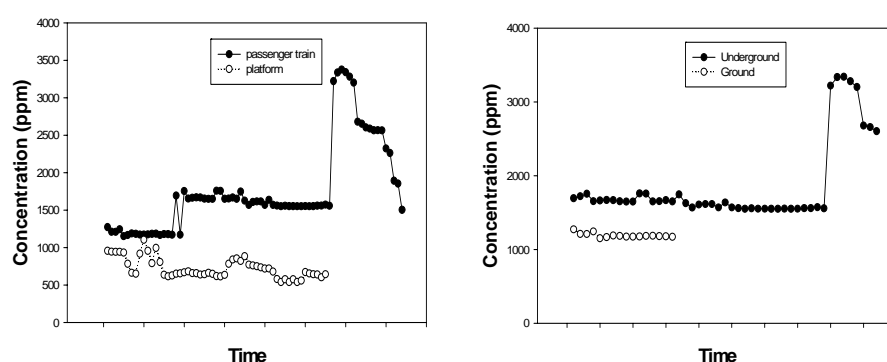 4000
3500
3000
2500
2000
1500
1000
500
0
Concentration (ppm)
passenger train
platform
Time
4000
3000
2000
1000
0
Concentration (ppm)
Underground
Ground
Time